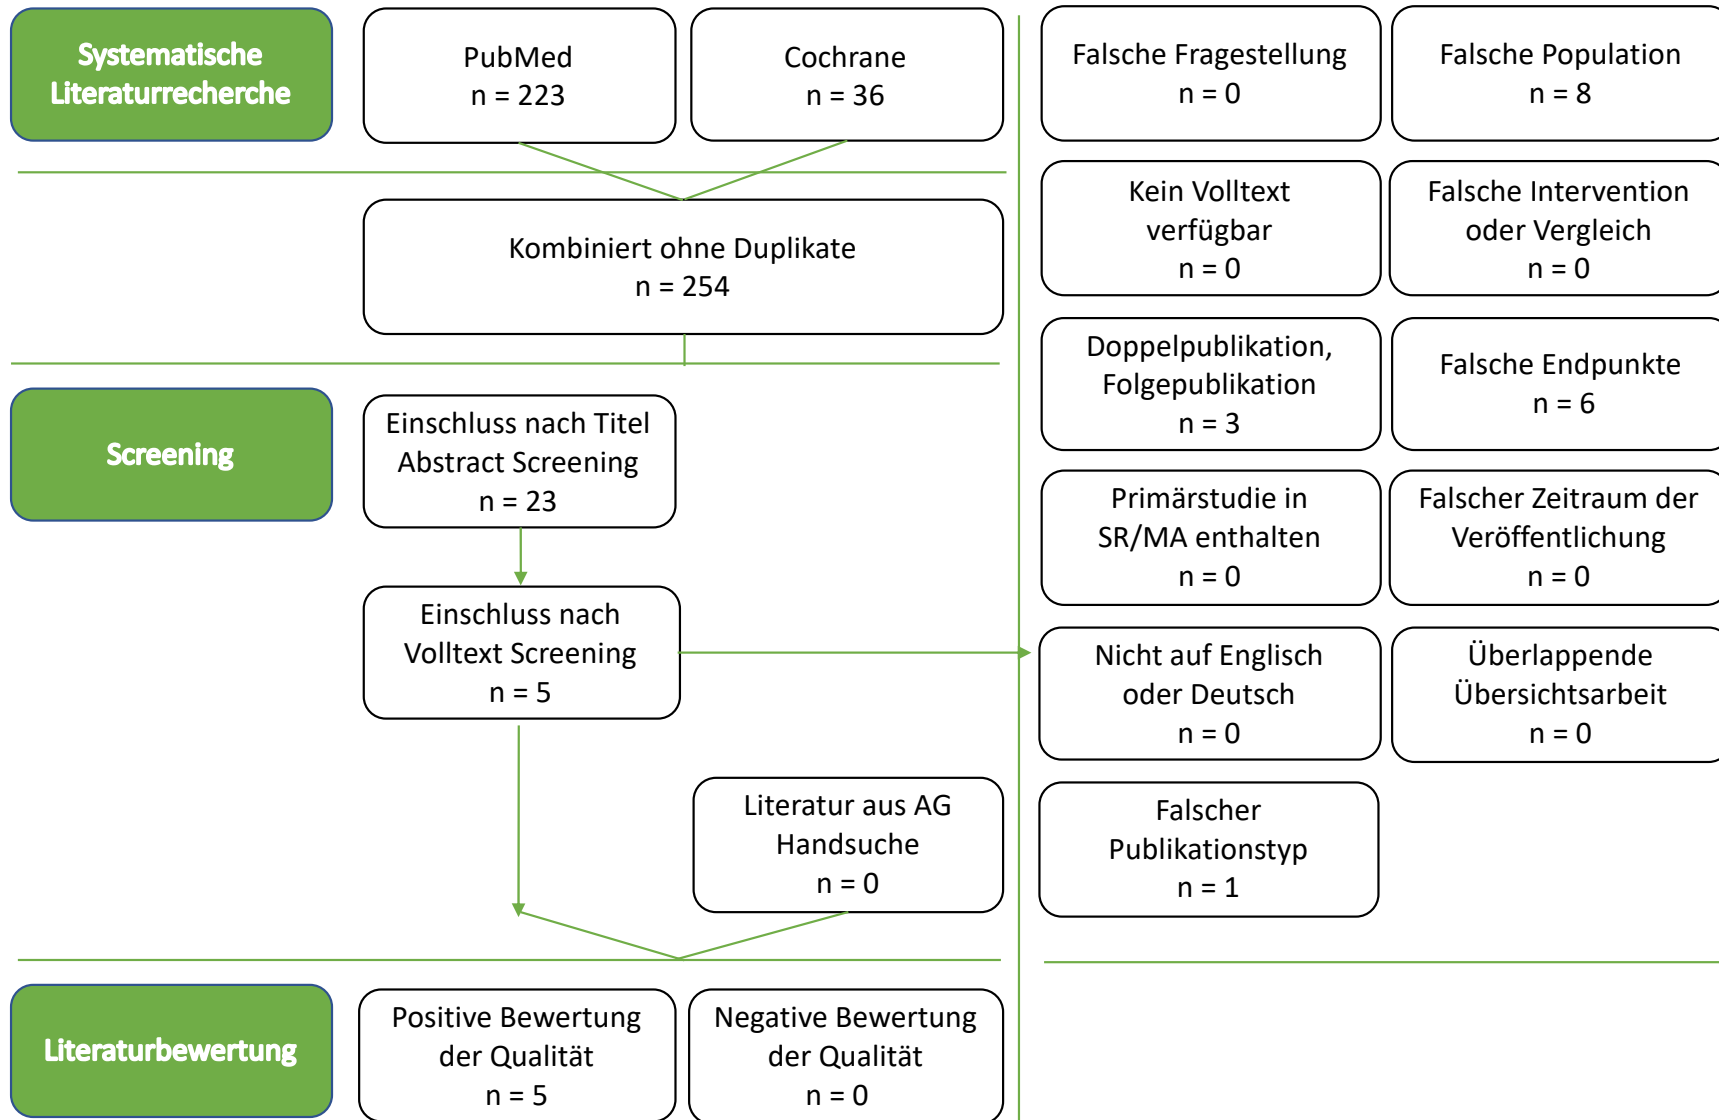 Systematische
Literaturrecherche
PubMed
n = 223
Cochrane
n = 36
Kombiniert ohne Duplikate
n = 254
Screening
Einschluss nach Titel
Abstract Screening
n = 23
Einschluss nach
Volltext Screening
n = 5
Literatur aus AG
Handsuche
n = 0
Literaturbewertung
Positive Bewertung
der Qualität
n = 5
Negative Bewertung
der Qualität
n = 0
Falsche Fragestellung
n = 0
Falsche Population
n = 8
Kein Volltext
verfügbar
n = 0
Falsche Intervention
oder Vergleich
n = 0
Doppelpublikation,
Folgepublikation
n = 3
Falsche Endpunkte
n = 6
Primärstudie in
SR/MA enthalten
n = 0
Falscher Zeitraum der
Veröffentlichung
n = 0
Nicht auf Englisch
oder Deutsch
n = 0
Überlappende
Übersichtsarbeit
n = 0
Falscher
Publikationstyp
n = 1